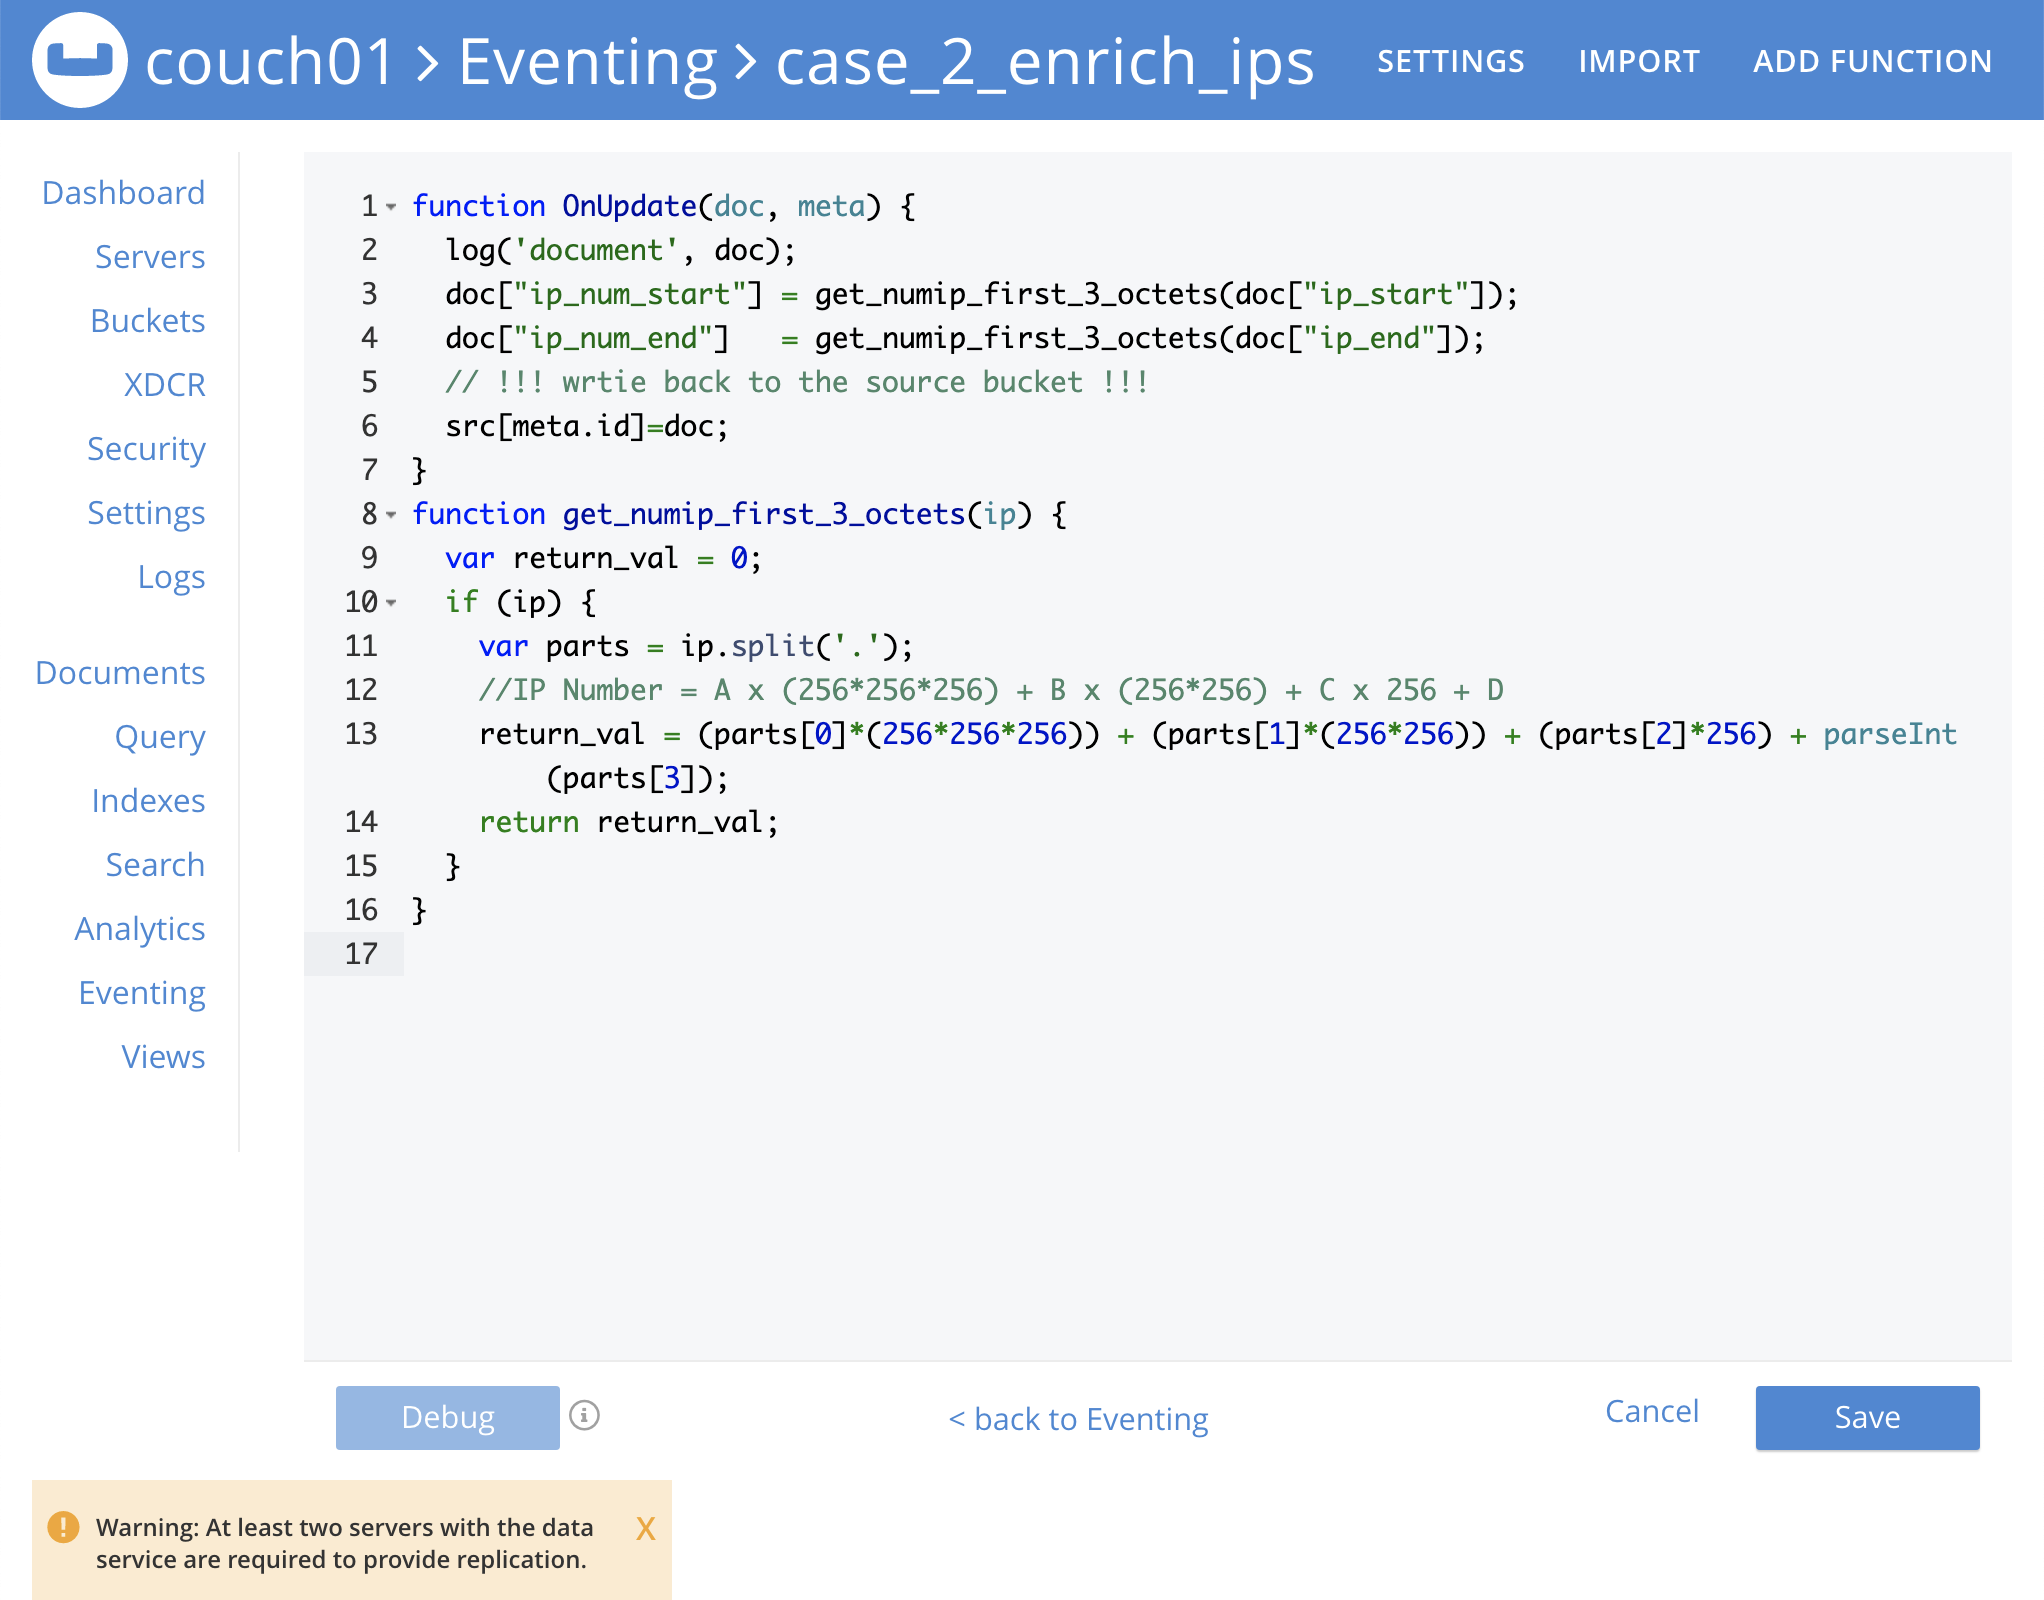 couch01 > Eventing > case_2_enrich_ips SETTINGS IMPORT ADD FUNCTION
Dashboard
Servers
Buckets
XDCR
Security
Settings
Logs
Documents
Query
Indexes
Search
Analytics
Eventing
Views
1 function OnUpdate(doc, meta) {
2 log('document', doc);
3 doc["ip_num_start"] = get_numip_first_3_octets(doc["ip_start"]);
4 doc["ip_num_end"]   = get_numip_first_3_octets(doc["ip_end"]);
5 // !!! wrtie back to the source bucket !!!
6 src[meta.id]=doc;
7 }
8 function get_numip_first_3_octets(ip) {
9 var return_val = 0;
10 if (ip) {
11 var parts = ip.split('.');
12 //IP Number = A x (256*256*256) + B x (256*256) + C x 256 + D
13 return_val = (parts[0]*(256*256*256)) + (parts[1]*(256*256)) + (parts[2]*256) + parseInt
(parts[3]);
14 return return_val;
15 }
16 }
17
Debug
< back to Eventing
Cancel
Save
Warning: At least two servers with the data X
service are required to provide replication.